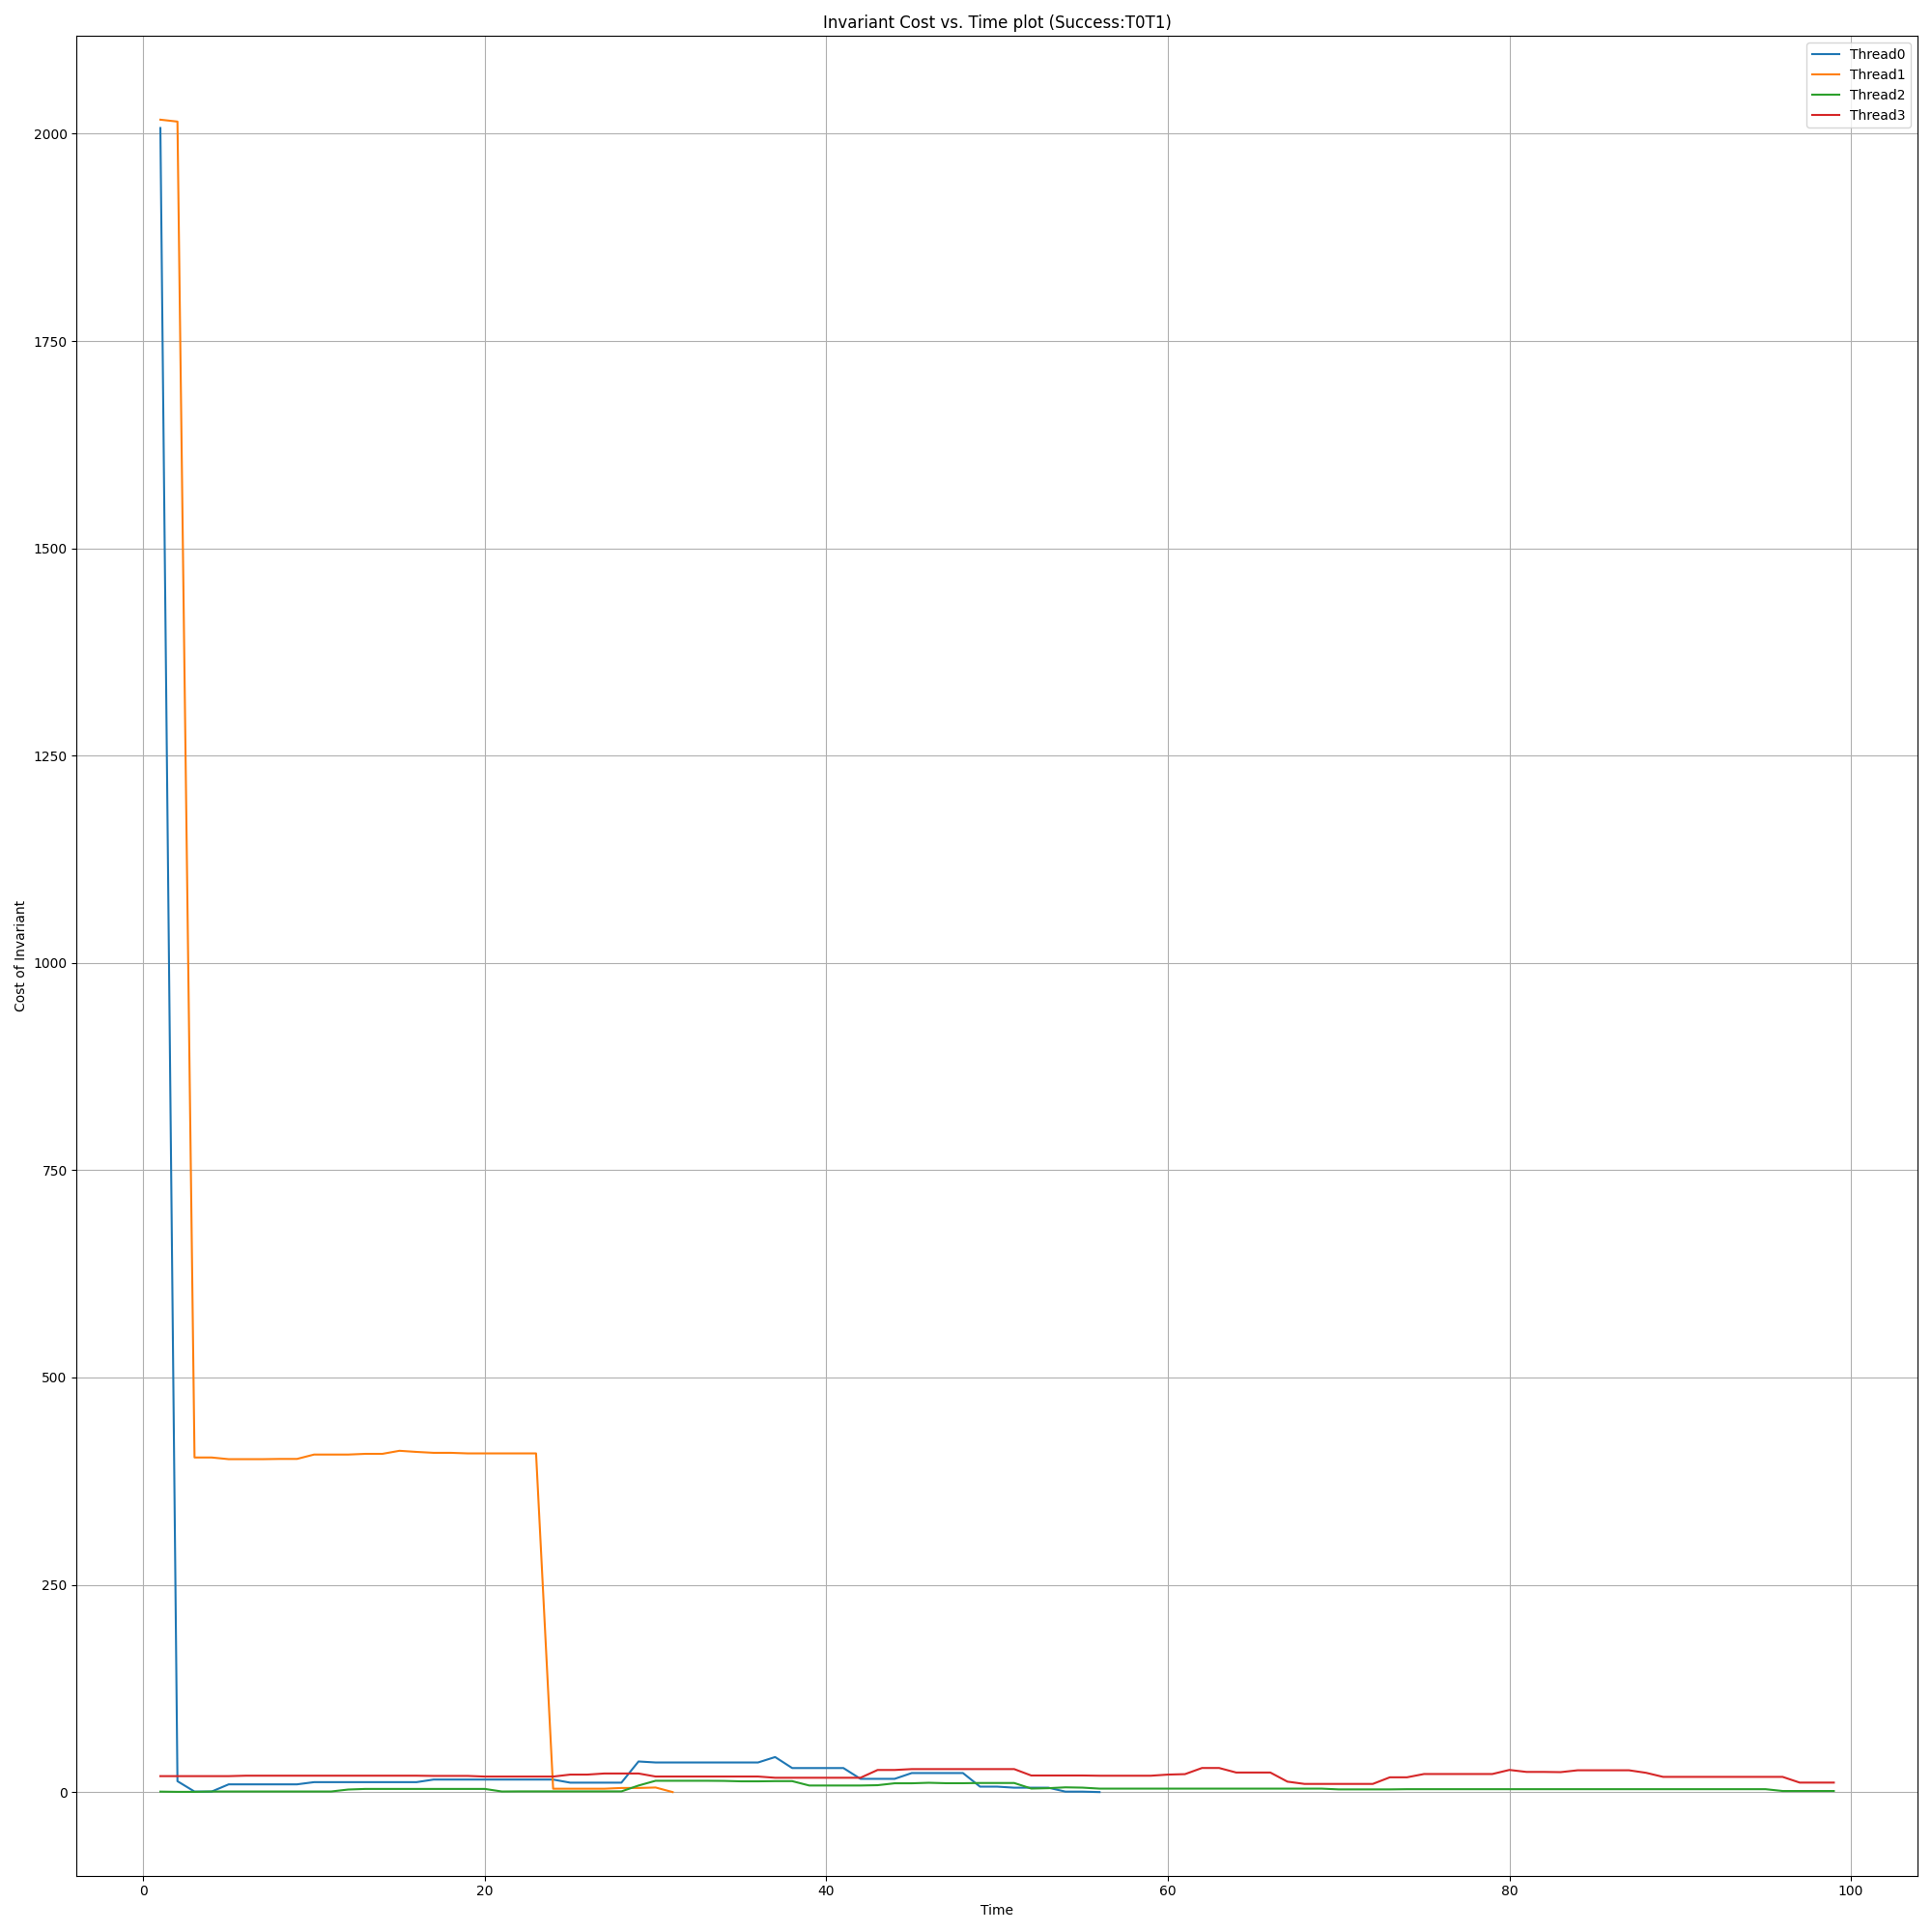 Invariant Cost vs. Time plot (Success:T0T1)
Thread0
Thread1
Thread2
Thread3
2000
1750
1500
1250
1000
750
500
250
0
Cost of Invariant
0 20 40 60 80 100
Time